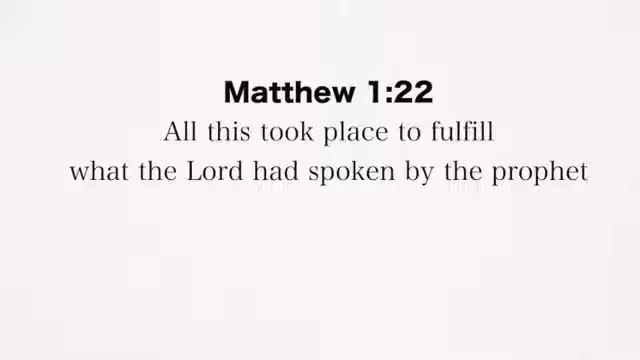 Matthew 1:22
All this took place to fulfill
what the Lord had spoken by the prophet